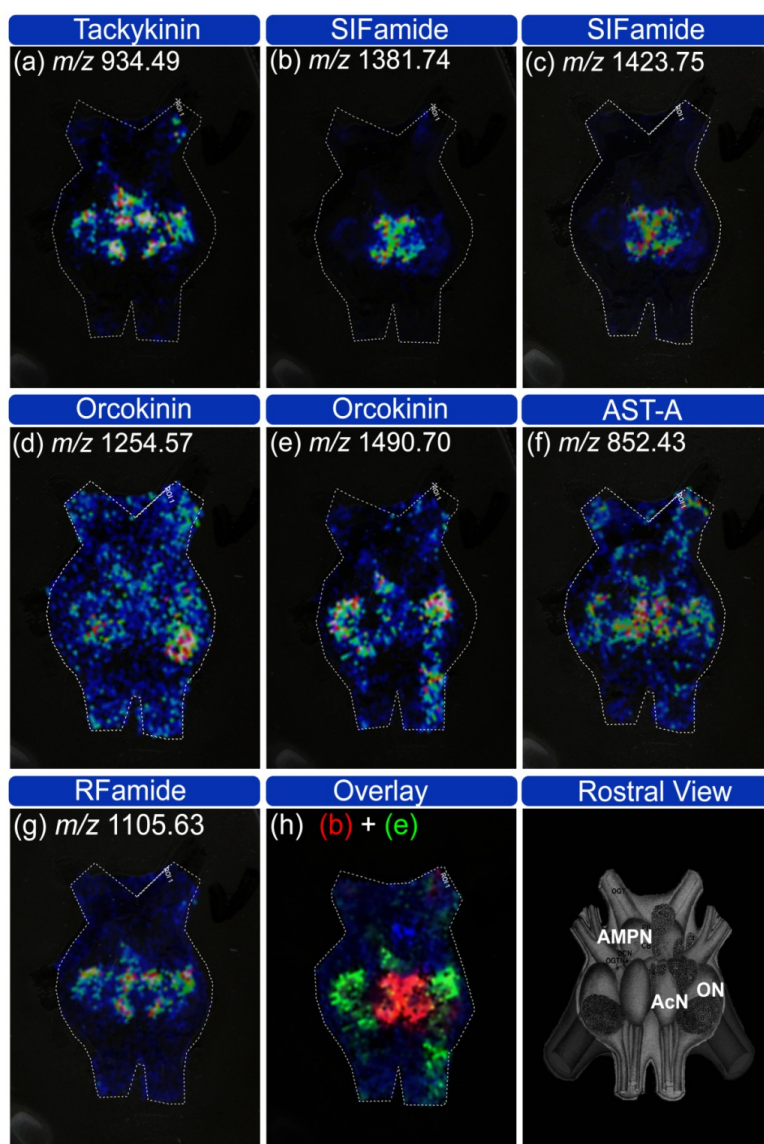 Tackykinin
SIFamide
SIFamide
(a) m/z 934.49
(b) m/z 1381.74
(c) m/z 1423.75
Orcokinin
Orcokinin
AST-A
(d) m/z 1254.57
(e) m/z 1490.70
(f) m/z 852.43
RFamide
Overlay
Rostral View
(g) m/z 1105.63
(h) (b) + (e)
OGT
AMPN
AcN
ON